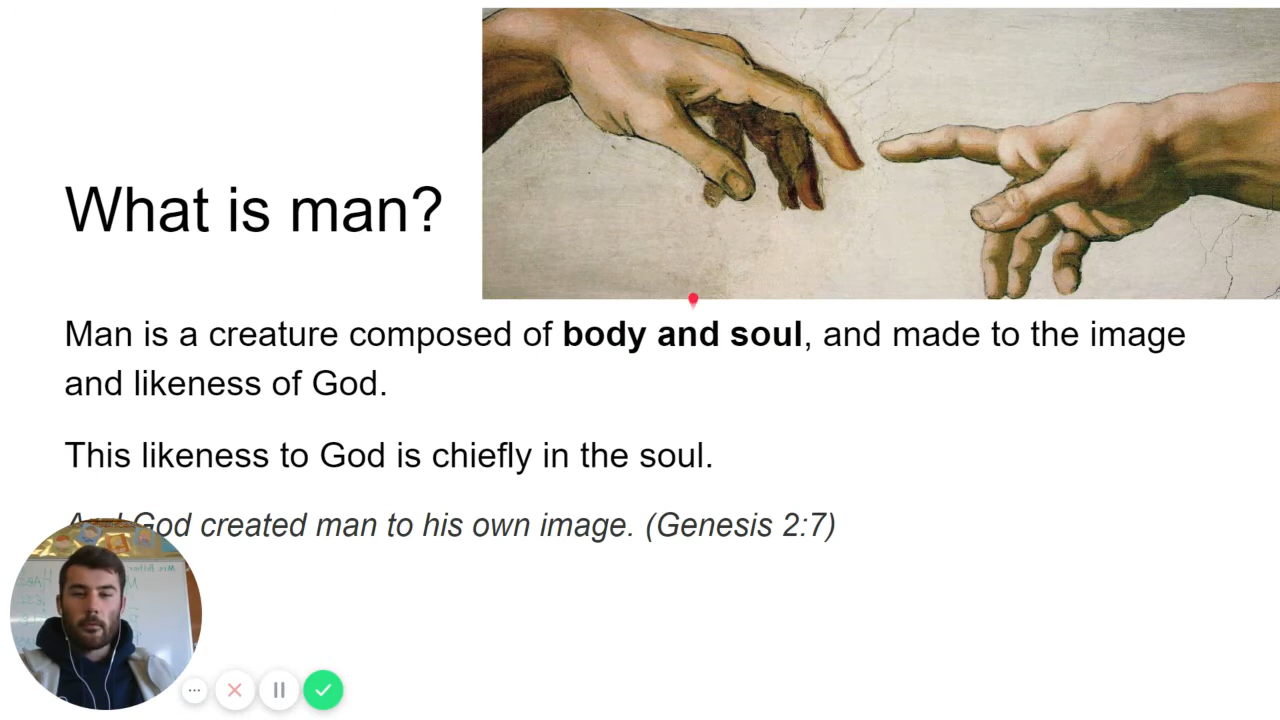 What is man?
Man is a creature composed of body and soul, and made to the image
and likeness of God.
This likeness to God is chiefly in the soul.
And God created man to his own image. (Genesis 2:7)